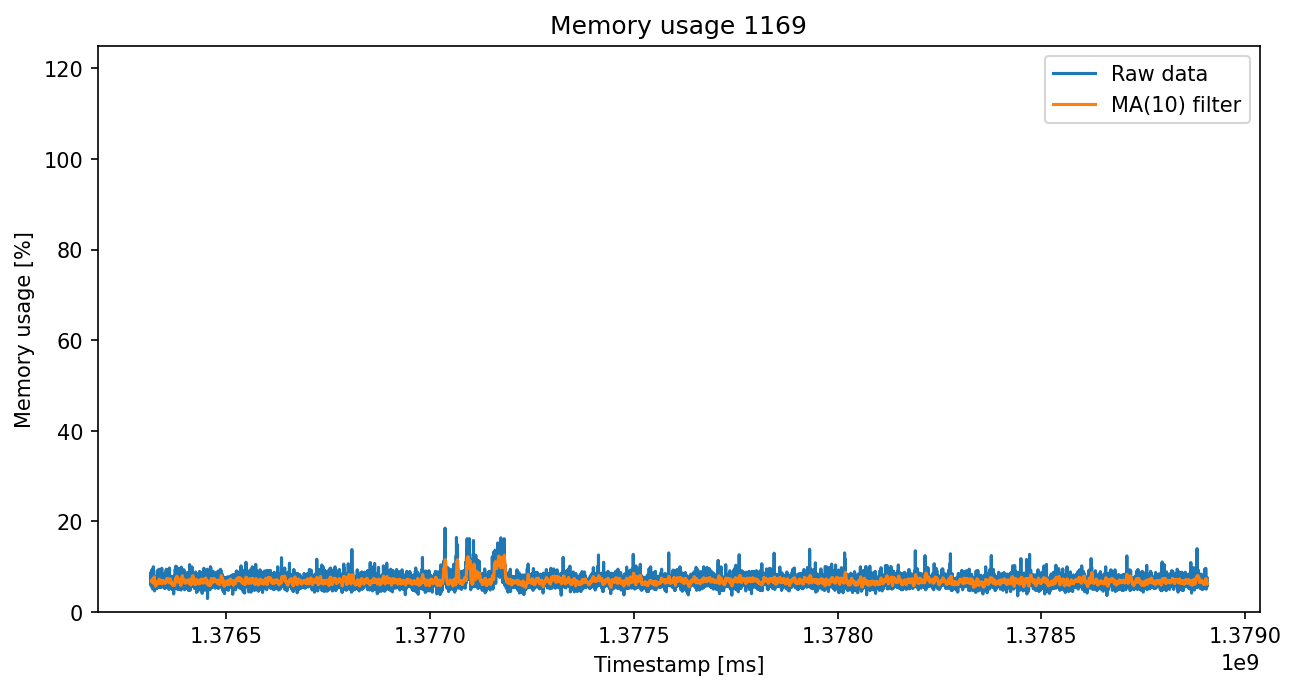 Memory usage 1169
Raw data
MA(10) filter
Memory usage [%]
120
100
80
60
40
20
0
1.3765 1.3770 1.3775 1.3780 1.3785 1.3790
1e9
Timestamp [ms]